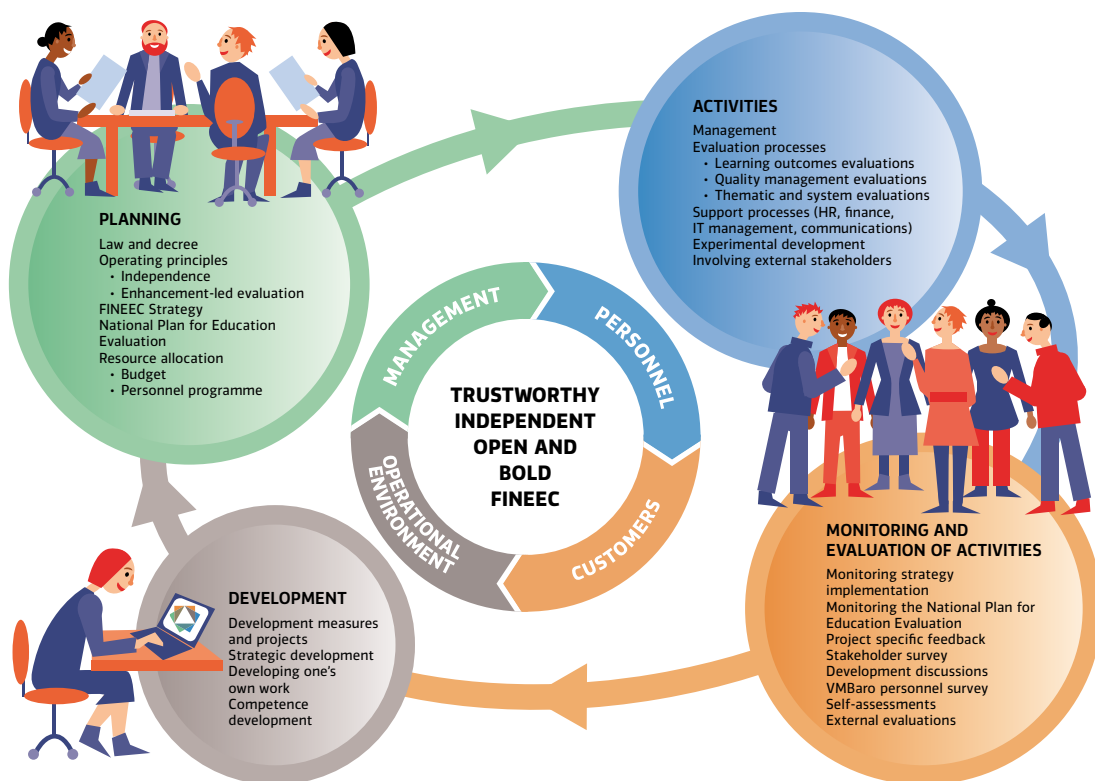 PLANNING
Law and decree
Operating principles
• Independence
• Enhancement-led evaluation
FINEEC Strategy
National Plan for Education
Evaluation
Resource allocation
• Budget
• Personnel programme
ACTIVITIES
Management
Evaluation processes
• Learning outcomes evaluations
• Quality management evaluations
• Thematic and system evaluations
Support processes (HR, finance,
IT management, communications)
Experimental development
Involving external stakeholders
MANAGEMENT
PERSONNEL
CUSTOMERS
OPERATIONAL
ENVIRONMENT
TRUSTWORTHY
INDEPENDENT
OPEN AND
BOLD
FINEEC
MONITORING AND
EVALUATION OF ACTIVITIES
Monitoring strategy
implementation
Monitoring the National Plan for
Education Evaluation
Project specific feedback
Stakeholder survey
Development discussions
VMBaro personnel survey
Self-assessments
External evaluations
DEVELOPMENT
Development measures
and projects
Strategic development
Developing one's
own work
Competence
development